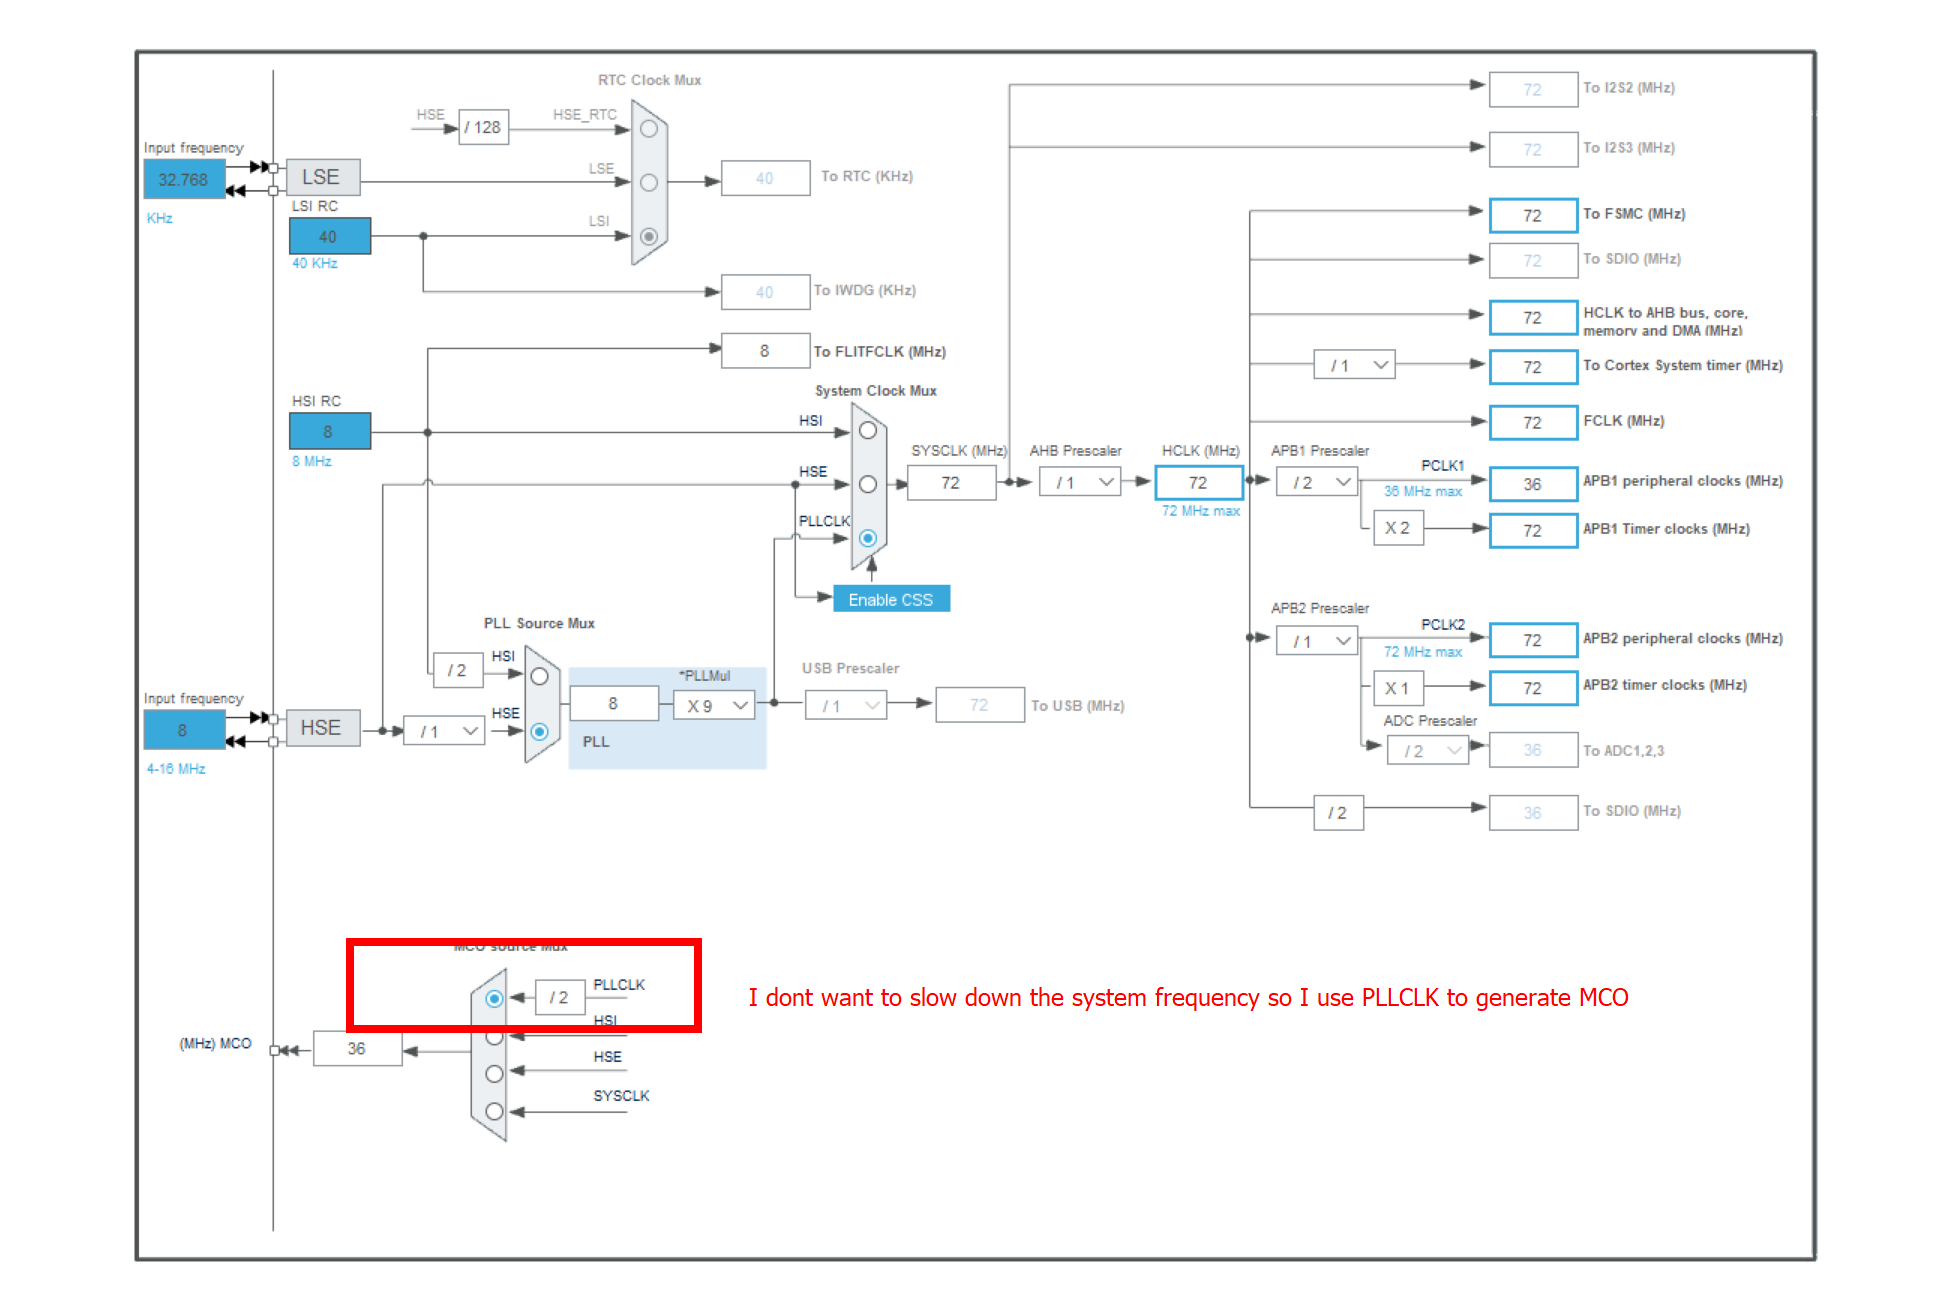 RTC Clock Mux
HSE
/ 128
HSE_RTC
Input frequency
32.768
KHz
LSE
LSE
40
To RTC (KHz)
LSI RC
40
40 KHz
LSI
40
To IWDG (KHz)
8
To FLITFCLK (MHz)
System Clock Mux
HSI RC
8
8 MHz
HSI
HSE
PLLCLK
Enable CSS
SYSCLK (MHz)
72
AHB Prescaler
/ 1
HCLK (MHz)
72
72 MHz max
72
To I2S2 (MHz)
72
To I2S3 (MHz)
72
To FSMC (MHz)
72
To SDIO (MHz)
72
HCLK to AHB bus, core,
memory and DMA (MHz)
/ 1
72
To Cortex System timer (MHz)
72
FCLK (MHz)
APB1 Prescaler
/ 2
PCLK1
36 MHz max
36
APB1 peripheral clocks (MHz)
X 2
72
APB1 Timer clocks (MHz)
APB2 Prescaler
/ 1
PCLK2
72 MHz max
72
APB2 peripheral clocks (MHz)
X 1
72
APB2 timer clocks (MHz)
ADC Prescaler
/ 2
36
To ADC1,2,3
/ 2
36
To SDIO (MHz)
PLL Source Mux
/ 2
HSI
Input frequency
8
4-16 MHz
HSE
/ 1
HSE
8
*PLLMul
X 9
PLL
USB Prescaler
/ 1
72
To USB (MHz)
MCO source Mux
/ 2
PLLCLK
HSI
HSE
SYSCLK
(MHz) MCO
36
I dont want to slow down the system frequency so I use PLLCLK to generate MCO